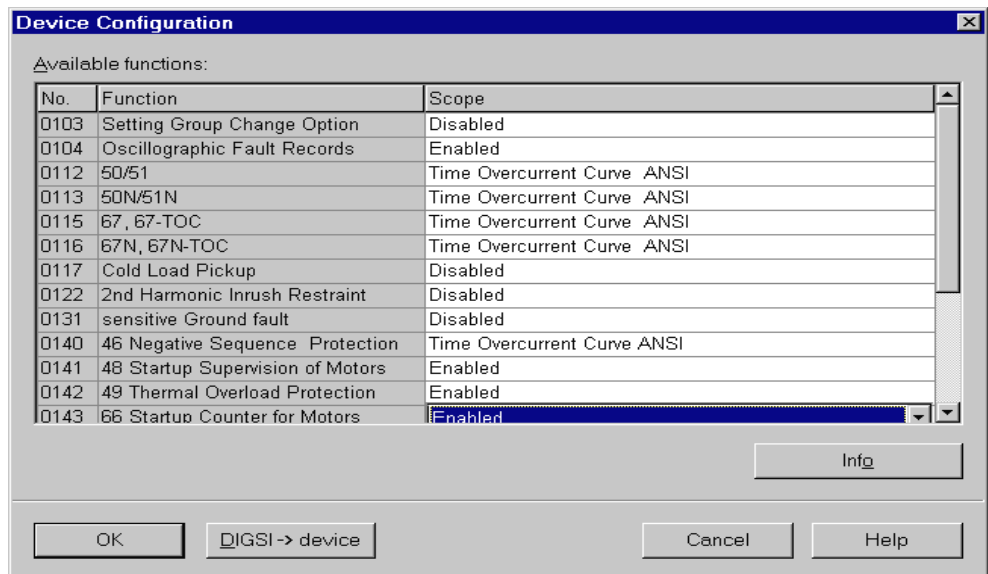 Device Configuration
Available functions:
No. Function Scope
0103 Setting Group Change Option Disabled
0104 Oscillographic Fault Records Enabled
0112 50/51 Time Overcurrent Curve ANSI
0113 50N/51N Time Overcurrent Curve ANSI
0115 67, 67-TOC Time Overcurrent Curve ANSI
0116 67N, 67N-TOC Time Overcurrent Curve ANSI
0117 Cold Load Pickup Disabled
0122 2nd Harmonic Inrush Restraint Disabled
0131 sensitive Ground fault Disabled
0140 46 Negative Sequence Protection Time Overcurrent Curve ANSI
0141 48 Startup Supervision of Motors Enabled
0142 49 Thermal Overload Protection Enabled
0143 66 Startup Counter for Motors Enabled
Info
OK DIGSI -> device Cancel Help